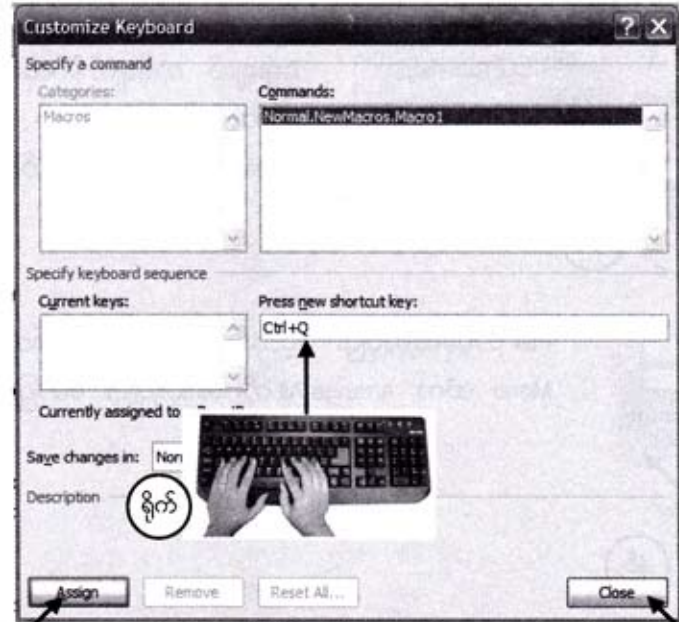 Customize Keyboard
Specify a command
Categories:
Commands:
Macros
Normal.NewMacros.Macro1
Specify keyboard sequence
Current keys:
Press new shortcut key:
Ctrl+Q
Currently assigned to
Save changes in:
ရိုက်
Description
Assign
Remove
Reset All...
Close